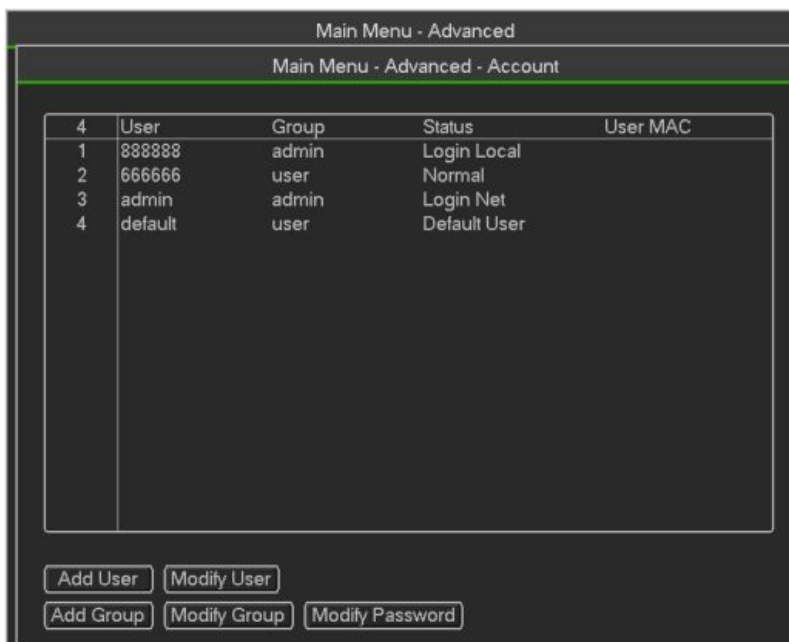 Main Menu - Advanced
Main Menu - Advanced - Account
4 User Group Status User MAC
1 888888 admin Login Local
2 666666 user Normal
3 admin admin Login Net
4 default user Default User
Add User Modify User
Add Group Modify Group Modify Password